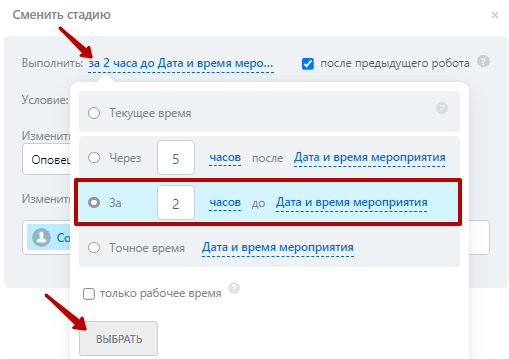 Сменить стадию
Выполнить: за 2 часа до Дата и время меро... после предыдущего робота ?
Условие:
Текущее время ?
Изменит
Опове
Через 5 часов после Дата и время мероприятия
За 2 часов до Дата и время мероприятия
Изменит
Со
Точное время Дата и время мероприятия
только рабочее время ?
ВЫБРАТЬ